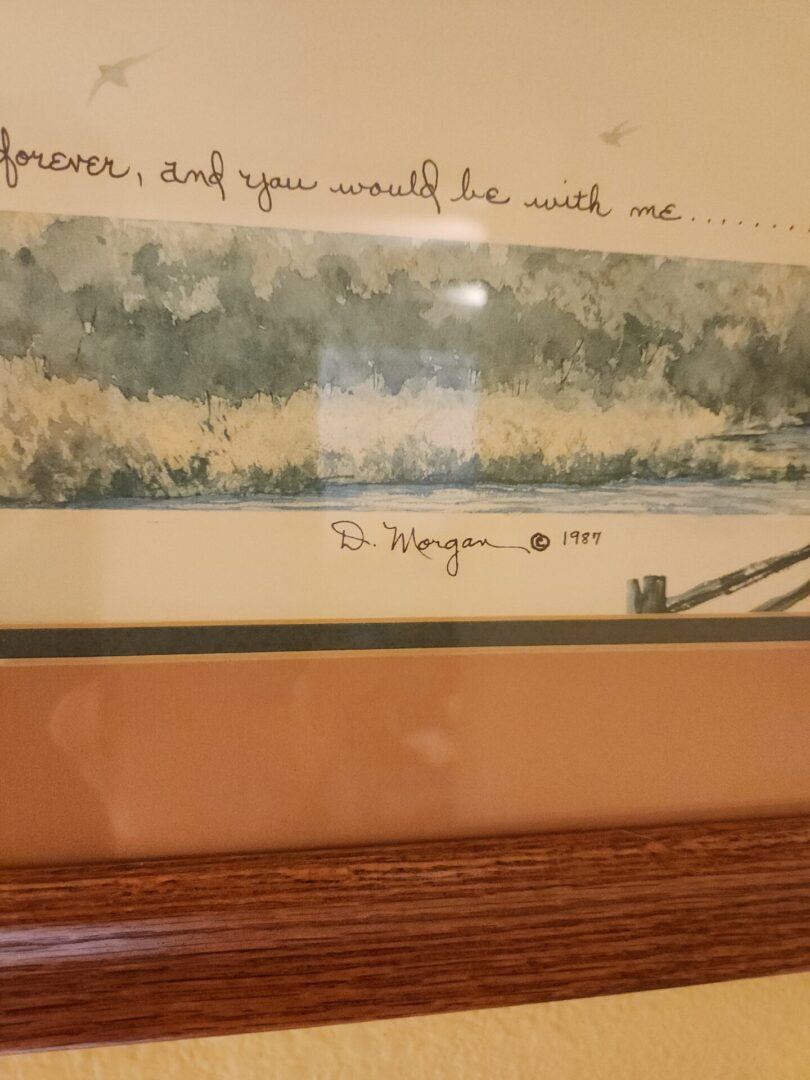 forever, and you would be with me........
D. Morgan © 1987